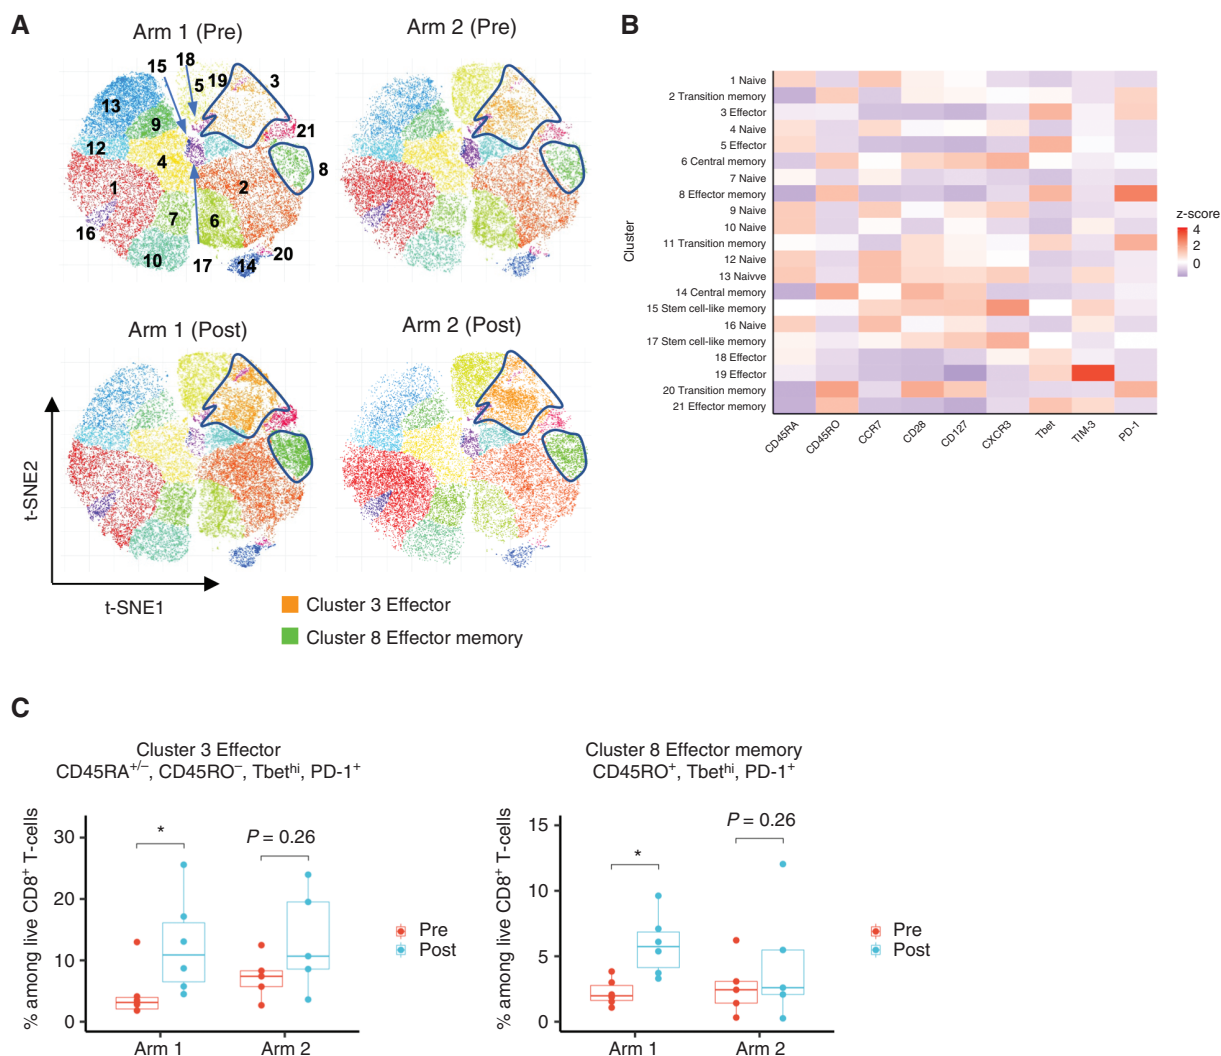 A
Arm 1 (Pre)
Arm 2 (Pre)
15
18
5
19
3
13
9
21
12
4
8
1
2
7
6
16
10
17
14
20
Arm 1 (Post)
Arm 2 (Post)
t-SNE2
t-SNE1
Cluster 3 Effector
Cluster 8 Effector memory
B
Cluster
1 Naive
2 Transition memory
3 Effector
4 Naive
5 Effector
6 Central memory
7 Naive
8 Effector memory
9 Naive
10 Naive
11 Transition memory
12 Naive
13 Naivve
14 Central memory
15 Stem cell-like memory
16 Naive
17 Stem cell-like memory
18 Effector
19 Effector
20 Transition memory
21 Effector memory
CD45RA
CD45RO
CCR7
CD28
CD127
CXCR3
Tbet
TIM-3
PD-1
z-score
4
2
0
C
Cluster 3 Effector
CD45RA+/–, CD45RO–, Tbethi, PD-1+
% among live CD8+ T-cells
30
20
10
0
*
P = 0.26
Arm 1
Arm 2
Pre
Post
Cluster 8 Effector memory
CD45RO+, Tbethi, PD-1+
% among live CD8+ T-cells
15
10
5
0
*
P = 0.26
Arm 1
Arm 2
Pre
Post